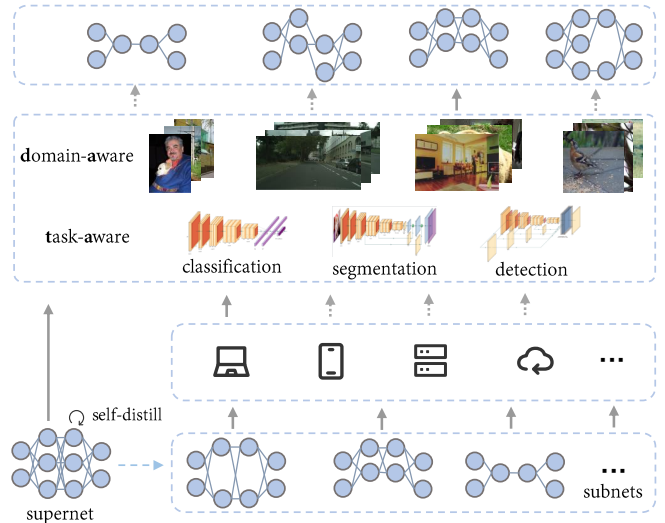 domain-aware
task-aware
classification
segmentation
detection
...
self-distill
supernet
...
subnets